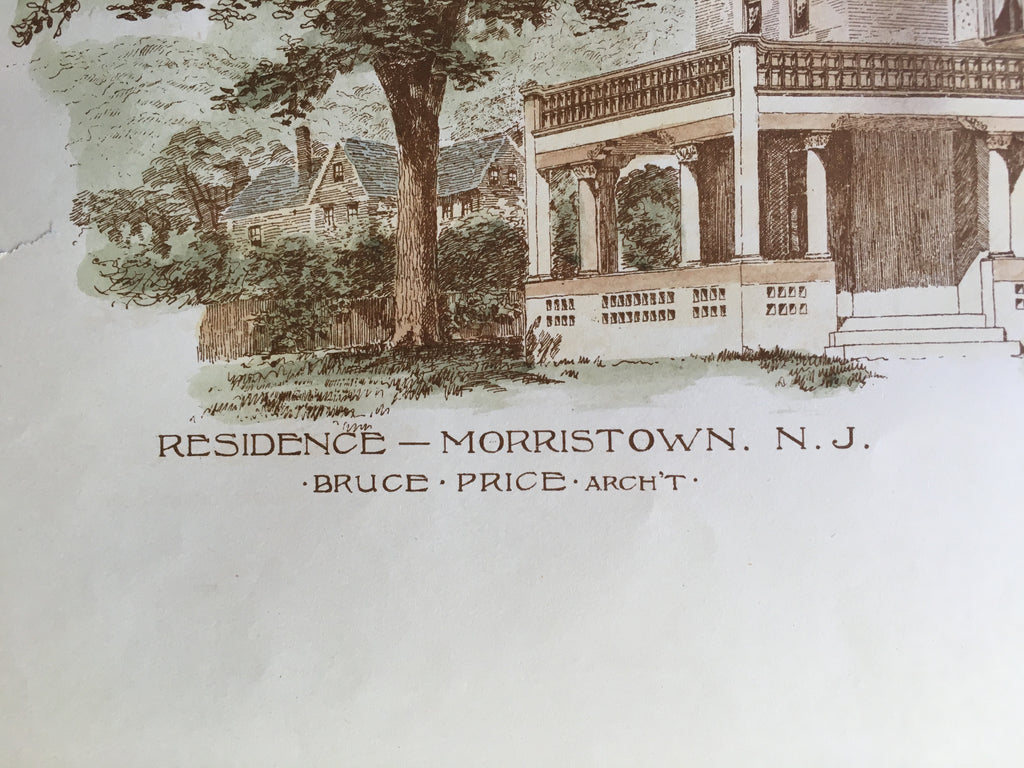 RESIDENCE — MORRISTOWN. N. J.
· BRUCE · PRICE · ARCH'T ·